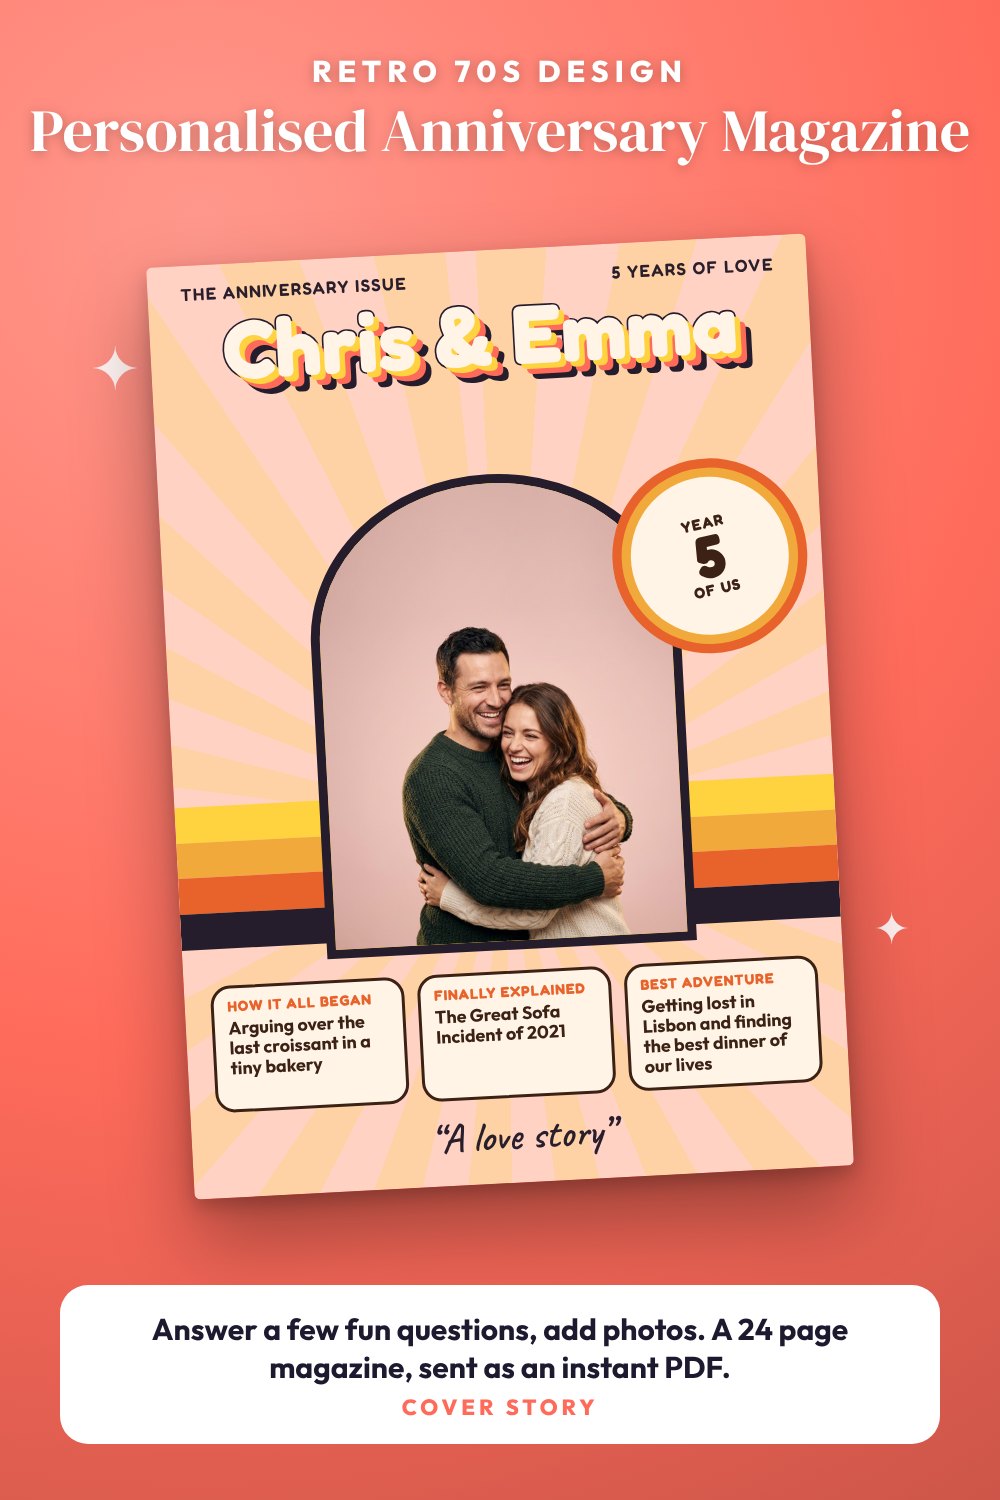 RETRO 70S DESIGN
Personalised Anniversary Magazine
THE ANNIVERSARY ISSUE
5 YEARS OF LOVE
Chris & Emma
YEAR
5
OF US
HOW IT ALL BEGAN
Arguing over the
last croissant in a
tiny bakery
FINALLY EXPLAINED
The Great Sofa
Incident of 2021
BEST ADVENTURE
Getting lost in
Lisbon and finding
the best dinner of
our lives
“A love story”
Answer a few fun questions, add photos. A 24 page
magazine, sent as an instant PDF.
COVER STORY